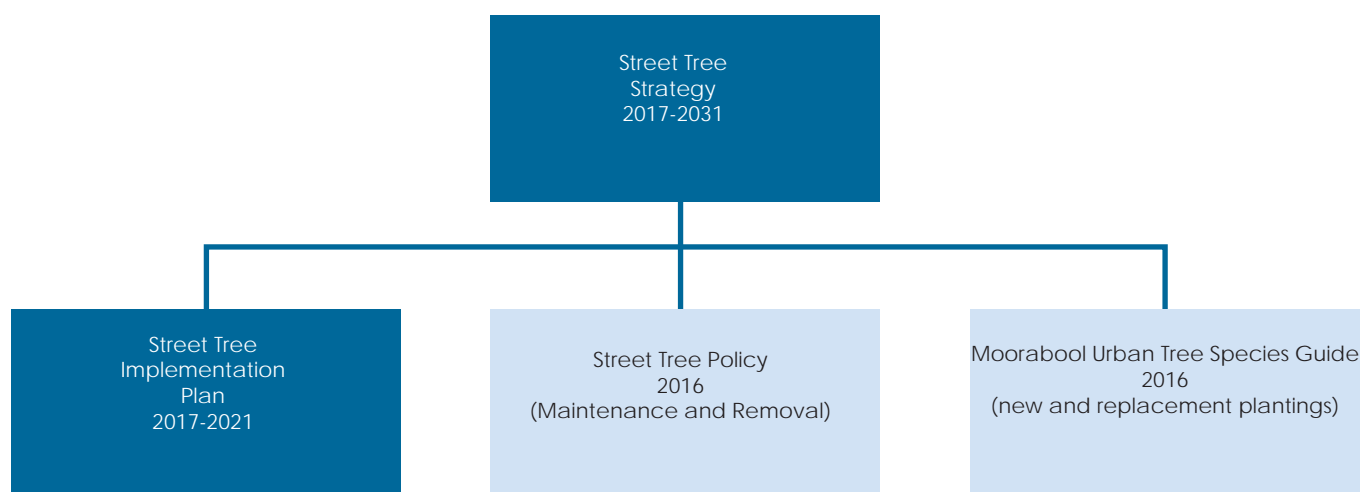 Street Tree
Strategy
2017-2031
Street Tree
Implementation
Plan
2017-2021
Street Tree Policy
2016
(Maintenance and Removal)
Moorabool Urban Tree Species Guide
2016
(new and replacement plantings)